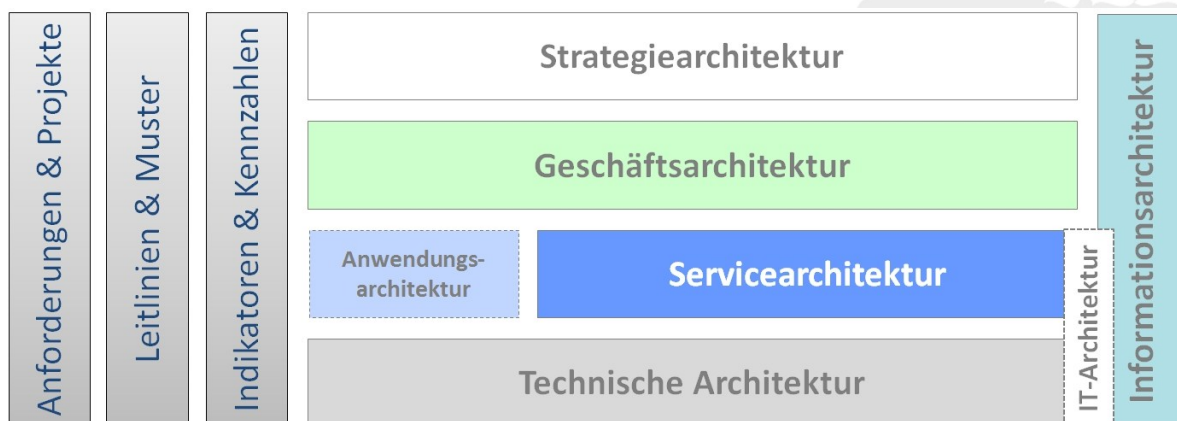 Anforderungen & Projekte
Leitlinien & Muster
Indikatoren & Kennzahlen
Strategiearchitektur
Geschäftsarchitektur
Anwendungs-
architektur
Servicearchitektur
Technische Architektur
IT-Architektur
Informationsarchitektur